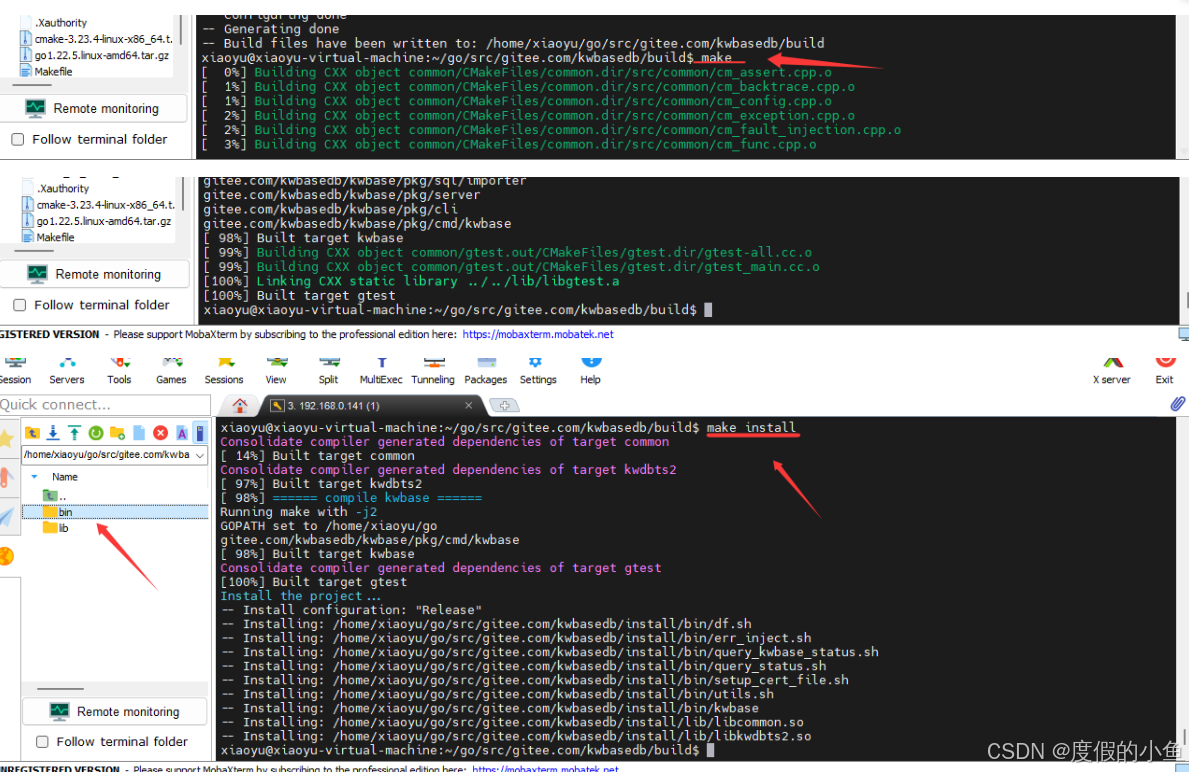 .Xauthority
cmake-3.23.4-linux-x86_64.t.
go1.22.5.linux-amd64.tar.gz
Makefile
Remote monitoring
Follow terminal folder
-- Configuring done
-- Generating done
-- Build files have been written to: /home/xiaoyu/go/src/gitee.com/kwbasedb/build
xiaoyu@xiaoyu-virtual-machine:~/go/src/gitee.com/kwbasedb/build$ make
[  0%] Building CXX object common/CMakeFiles/common.dir/src/common/cm_assert.cpp.o
[  1%] Building CXX object common/CMakeFiles/common.dir/src/common/cm_backtrace.cpp.o
[  1%] Building CXX object common/CMakeFiles/common.dir/src/common/cm_config.cpp.o
[  2%] Building CXX object common/CMakeFiles/common.dir/src/common/cm_exception.cpp.o
[  2%] Building CXX object common/CMakeFiles/common.dir/src/common/cm_fault_injection.cpp.o
[  3%] Building CXX object common/CMakeFiles/common.dir/src/common/cm_func.cpp.o
.Xauthority
cmake-3.23.4-linux-x86_64.t.
go1.22.5.linux-amd64.tar.gz
Makefile
Remote monitoring
Follow terminal folder
gitee.com/kwbasedb/kwbase/pkg/sql/importer
gitee.com/kwbasedb/kwbase/pkg/server
gitee.com/kwbasedb/kwbase/pkg/cli
gitee.com/kwbasedb/kwbase/pkg/cmd/kwbase
[ 98%] Built target kwbase
[ 99%] Building CXX object common/gtest.out/CMakeFiles/gtest.dir/gtest-all.cc.o
[ 99%] Building CXX object common/gtest.out/CMakeFiles/gtest.dir/gtest_main.cc.o
[100%] Linking CXX static library ../../lib/libgtest.a
[100%] Built target gtest
xiaoyu@xiaoyu-virtual-machine:~/go/src/gitee.com/kwbasedb/build$
GISTERED VERSION - Please support MobaXterm by subscribing to the professional edition here: https://mobaxterm.mobatek.net
Session Servers Tools Games Sessions View Split MultiExec Tunneling Packages Settings Help X server Exit
Quick connect...
3. 192.168.0.141 (1)
/home/xiaoyu/go/src/gitee.com/kwba
Name
..
bin
lib
Remote monitoring
Follow terminal folder
xiaoyu@xiaoyu-virtual-machine:~/go/src/gitee.com/kwbasedb/build$ make install
Consolidate compiler generated dependencies of target common
[ 14%] Built target common
Consolidate compiler generated dependencies of target kwdbts2
[ 97%] Built target kwdbts2
[ 98%] ====== compile kwbase ======
Running make with -j2
GOPATH set to /home/xiaoyu/go
gitee.com/kwbasedb/kwbase/pkg/cmd/kwbase
[ 98%] Built target kwbase
Consolidate compiler generated dependencies of target gtest
[100%] Built target gtest
Install the project...
-- Install configuration: "Release"
-- Installing: /home/xiaoyu/go/src/gitee.com/kwbasedb/install/bin/df.sh
-- Installing: /home/xiaoyu/go/src/gitee.com/kwbasedb/install/bin/err_inject.sh
-- Installing: /home/xiaoyu/go/src/gitee.com/kwbasedb/install/bin/query_kwbase_status.sh
-- Installing: /home/xiaoyu/go/src/gitee.com/kwbasedb/install/bin/query_status.sh
-- Installing: /home/xiaoyu/go/src/gitee.com/kwbasedb/install/bin/setup_cert_file.sh
-- Installing: /home/xiaoyu/go/src/gitee.com/kwbasedb/install/bin/utils.sh
-- Installing: /home/xiaoyu/go/src/gitee.com/kwbasedb/install/bin/kwbase
-- Installing: /home/xiaoyu/go/src/gitee.com/kwbasedb/install/lib/libcommon.so
-- Installing: /home/xiaoyu/go/src/gitee.com/kwbasedb/install/lib/libkwdbts2.so
xiaoyu@xiaoyu-virtual-machine:~/go/src/gitee.com/kwbasedb/build$
CSDN @度假的小鱼
UNREGISTERED VERSION - Please support MobaXterm by subscribing to the professional edition here: https://mobaxterm.mobatek.net